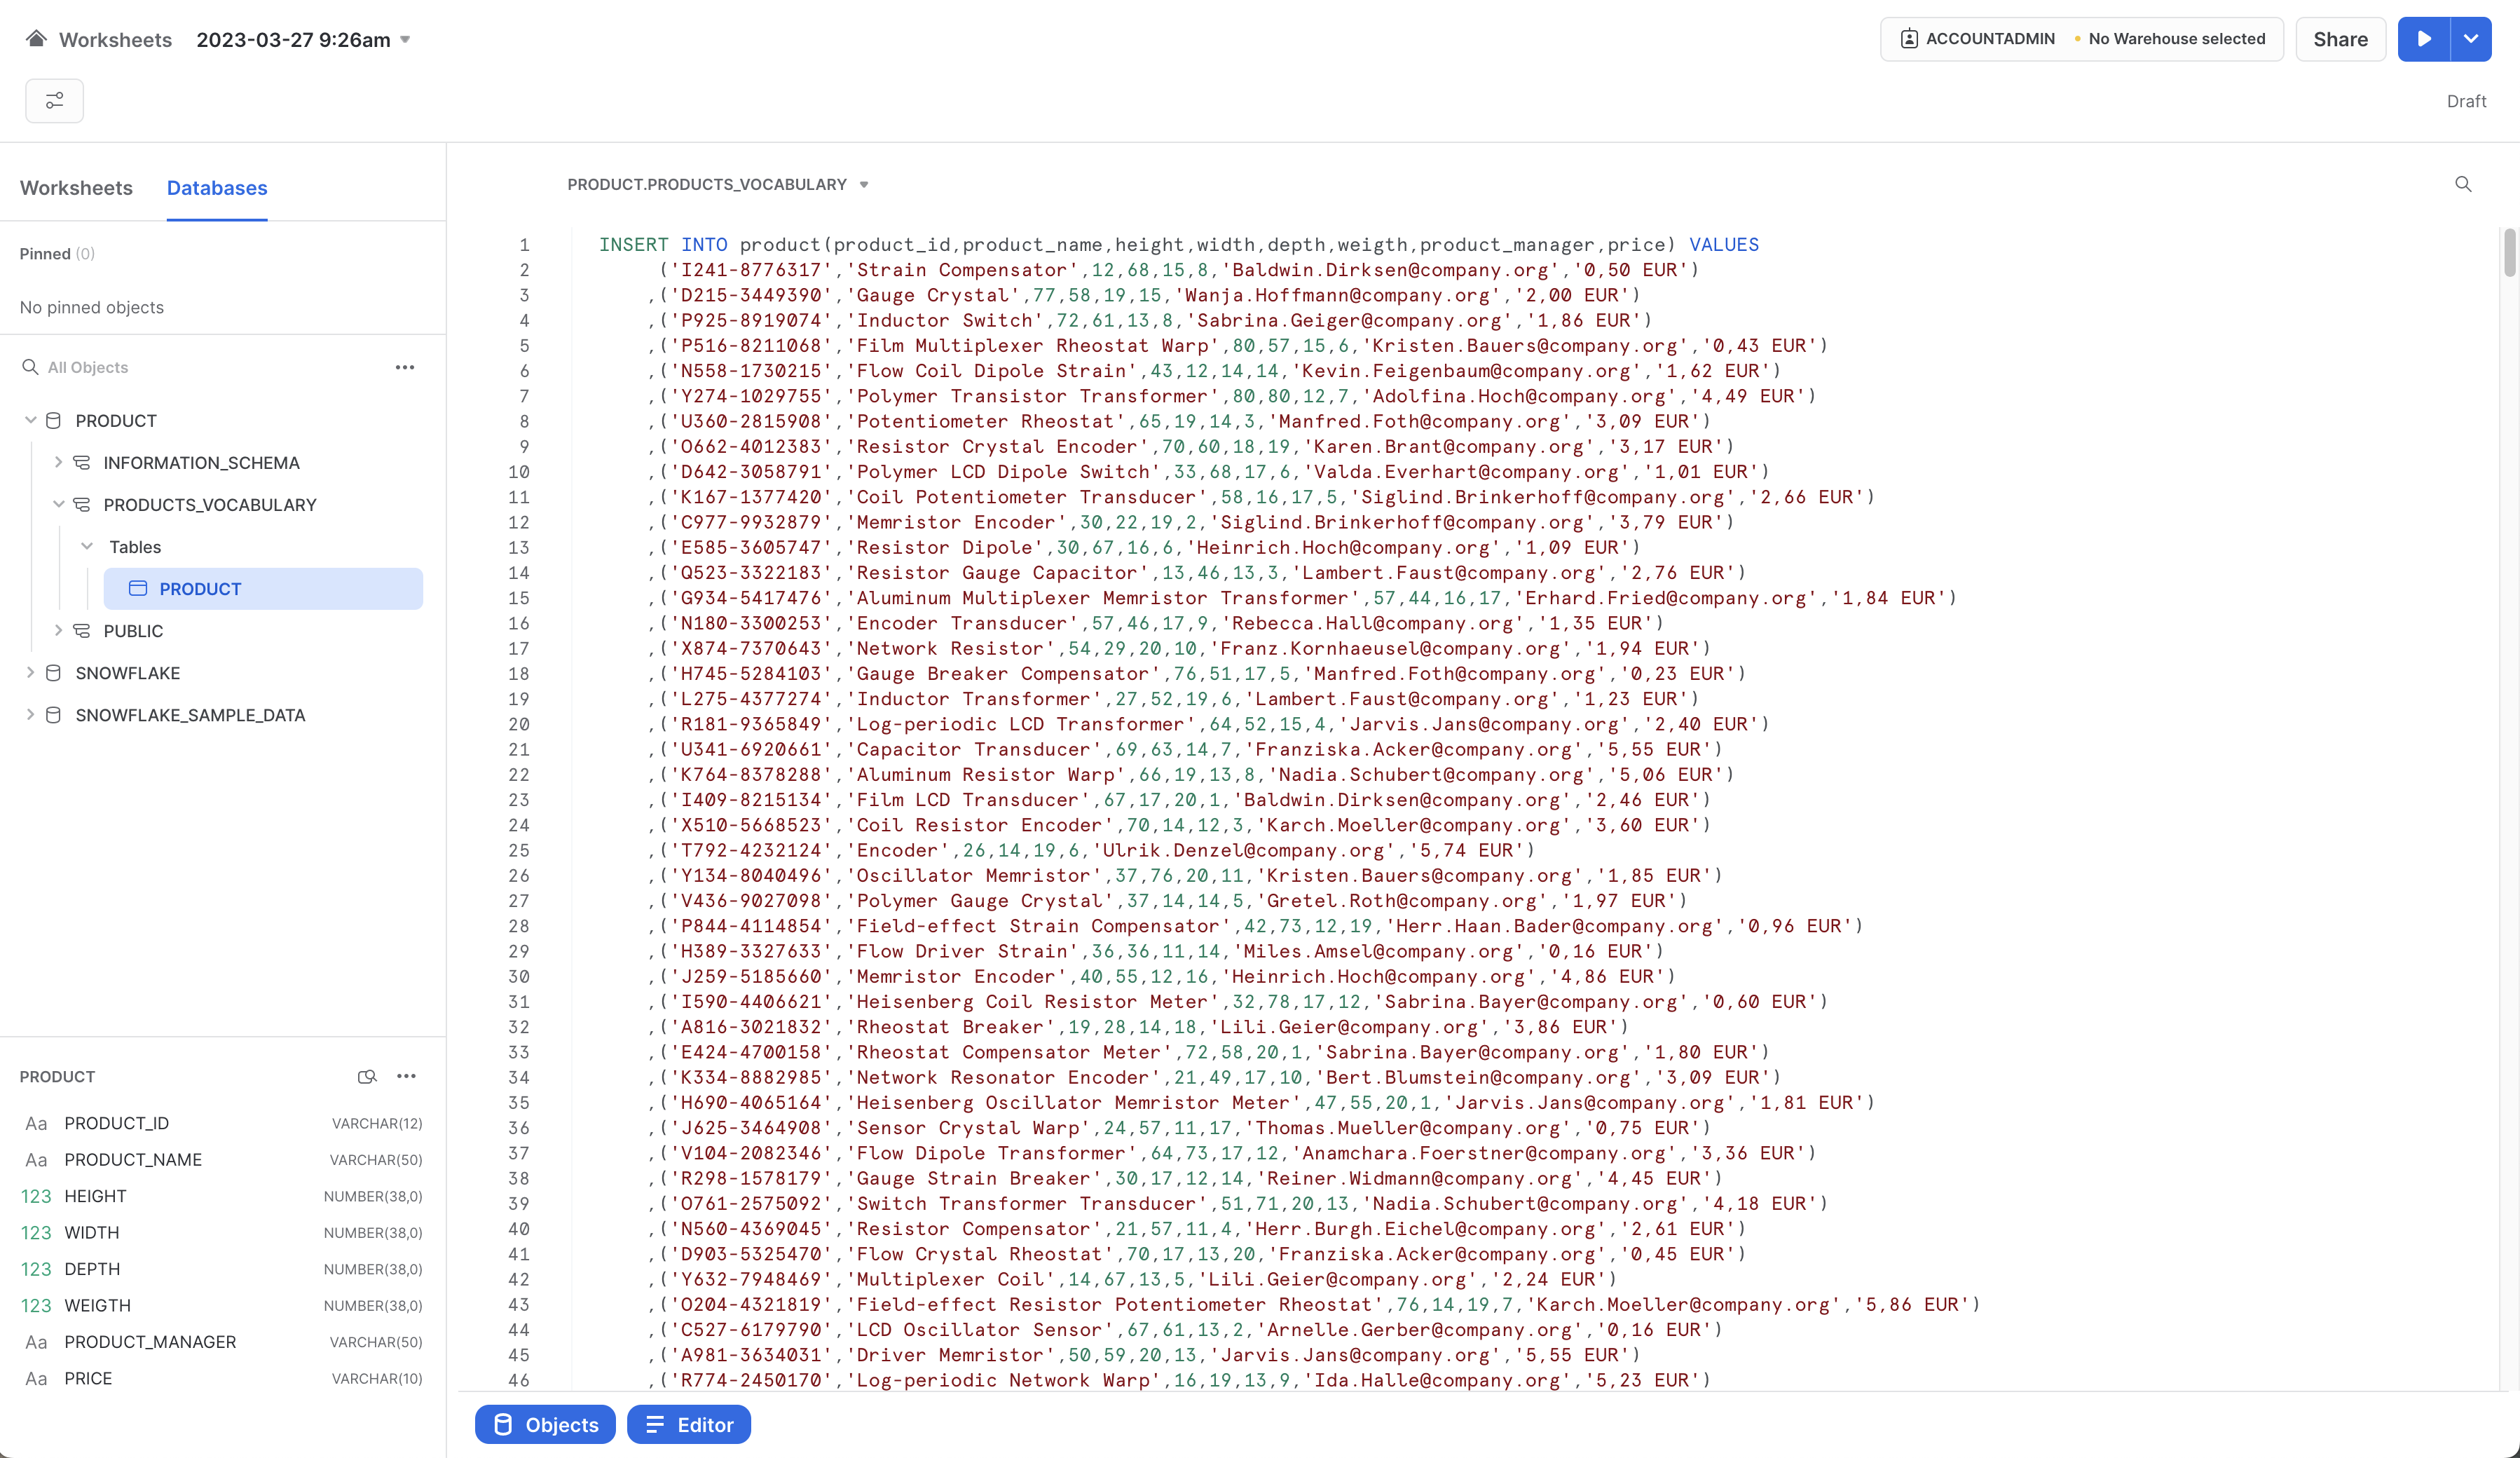 Worksheets 2023-03-27 9:26am
ACCOUNTADMIN No Warehouse selected Share
Draft
Worksheets Databases
Pinned (0)
No pinned objects
All Objects
PRODUCT
INFORMATION_SCHEMA
PRODUCTS_VOCABULARY
Tables
PRODUCT
PUBLIC
SNOWFLAKE
SNOWFLAKE_SAMPLE_DATA
PRODUCT
Aa PRODUCT_ID VARCHAR(12)
Aa PRODUCT_NAME VARCHAR(50)
123 HEIGHT NUMBER(38,0)
123 WIDTH NUMBER(38,0)
123 DEPTH NUMBER(38,0)
123 WEIGTH NUMBER(38,0)
Aa PRODUCT_MANAGER VARCHAR(50)
Aa PRICE VARCHAR(10)
PRODUCT.PRODUCTS_VOCABULARY
1 INSERT INTO product(product_id,product_name,height,width,depth,weigth,product_manager,price) VALUES
2 ('I241-8776317','Strain Compensator',12,68,15,8,'Baldwin.Dirksen@company.org','0,50 EUR')
3 ,('D215-3449390','Gauge Crystal',77,58,19,15,'Wanja.Hoffmann@company.org','2,00 EUR')
4 ,('P925-8919074','Inductor Switch',72,61,13,8,'Sabrina.Geiger@company.org','1,86 EUR')
5 ,('P516-8211068','Film Multiplexer Rheostat Warp',80,57,15,6,'Kristen.Bauers@company.org','0,43 EUR')
6 ,('N558-1730215','Flow Coil Dipole Strain',43,12,14,14,'Kevin.Feigenbaum@company.org','1,62 EUR')
7 ,('Y274-1029755','Polymer Transistor Transformer',80,80,12,7,'Adolfina.Hoch@company.org','4,49 EUR')
8 ,('U360-2815908','Potentiometer Rheostat',65,19,14,3,'Manfred.Foth@company.org','3,09 EUR')
9 ,('O662-4012383','Resistor Crystal Encoder',70,60,18,19,'Karen.Brant@company.org','3,17 EUR')
10 ,('D642-3058791','Polymer LCD Dipole Switch',33,68,17,6,'Valda.Everhart@company.org','1,01 EUR')
11 ,('K167-1377420','Coil Potentiometer Transducer',58,16,17,5,'Siglind.Brinkerhoff@company.org','2,66 EUR')
12 ,('C977-9932879','Memristor Encoder',30,22,19,2,'Siglind.Brinkerhoff@company.org','3,79 EUR')
13 ,('E585-3605747','Resistor Dipole',30,67,16,6,'Heinrich.Hoch@company.org','1,09 EUR')
14 ,('Q523-3322183','Resistor Gauge Capacitor',13,46,13,3,'Lambert.Faust@company.org','2,76 EUR')
15 ,('G934-5417476','Aluminum Multiplexer Memristor Transformer',57,44,16,17,'Erhard.Fried@company.org','1,84 EUR')
16 ,('N180-3300253','Encoder Transducer',57,46,17,9,'Rebecca.Hall@company.org','1,35 EUR')
17 ,('X874-7370643','Network Resistor',54,29,20,10,'Franz.Kornhaeusel@company.org','1,94 EUR')
18 ,('H745-5284103','Gauge Breaker Compensator',76,51,17,5,'Manfred.Foth@company.org','0,23 EUR')
19 ,('L275-4377274','Inductor Transformer',27,52,19,6,'Lambert.Faust@company.org','1,23 EUR')
20 ,('R181-9365849','Log-periodic LCD Transformer',64,52,15,4,'Jarvis.Jans@company.org','2,40 EUR')
21 ,('U341-6920661','Capacitor Transducer',69,63,14,7,'Franziska.Acker@company.org','5,55 EUR')
22 ,('K764-8378288','Aluminum Resistor Warp',66,19,13,8,'Nadia.Schubert@company.org','5,06 EUR')
23 ,('I409-8215134','Film LCD Transducer',67,17,20,1,'Baldwin.Dirksen@company.org','2,46 EUR')
24 ,('X510-5668523','Coil Resistor Encoder',70,14,12,3,'Karch.Moeller@company.org','3,60 EUR')
25 ,('T792-4232124','Encoder',26,14,19,6,'Ulrik.Denzel@company.org','5,74 EUR')
26 ,('Y134-8040496','Oscillator Memristor',37,76,20,11,'Kristen.Bauers@company.org','1,85 EUR')
27 ,('V436-9027098','Polymer Gauge Crystal',37,14,14,5,'Gretel.Roth@company.org','1,97 EUR')
28 ,('P844-4114854','Field-effect Strain Compensator',42,73,12,19,'Herr.Haan.Bader@company.org','0,96 EUR')
29 ,('H389-3327633','Flow Driver Strain',36,36,11,14,'Miles.Amsel@company.org','0,16 EUR')
30 ,('J259-5185660','Memristor Encoder',40,55,12,16,'Heinrich.Hoch@company.org','4,86 EUR')
31 ,('I590-4406621','Heisenberg Coil Resistor Meter',32,78,17,12,'Sabrina.Bayer@company.org','0,60 EUR')
32 ,('A816-3021832','Rheostat Breaker',19,28,14,18,'Lili.Geier@company.org','3,86 EUR')
33 ,('E424-4700158','Rheostat Compensator Meter',72,58,20,1,'Sabrina.Bayer@company.org','1,80 EUR')
34 ,('K334-8882985','Network Resonator Encoder',21,49,17,10,'Bert.Blumstein@company.org','3,09 EUR')
35 ,('H690-4065164','Heisenberg Oscillator Memristor Meter',47,55,20,1,'Jarvis.Jans@company.org','1,81 EUR')
36 ,('J625-3464908','Sensor Crystal Warp',24,57,11,17,'Thomas.Mueller@company.org','0,75 EUR')
37 ,('V104-2082346','Flow Dipole Transformer',64,73,17,12,'Anamchara.Foerstner@company.org','3,36 EUR')
38 ,('R298-1578179','Gauge Strain Breaker',30,17,12,14,'Reiner.Widmann@company.org','4,45 EUR')
39 ,('O761-2575092','Switch Transformer Transducer',51,71,20,13,'Nadia.Schubert@company.org','4,18 EUR')
40 ,('N560-4369045','Resistor Compensator',21,57,11,4,'Herr.Burgh.Eichel@company.org','2,61 EUR')
41 ,('D903-5325470','Flow Crystal Rheostat',70,17,13,20,'Franziska.Acker@company.org','0,45 EUR')
42 ,('Y632-7948469','Multiplexer Coil',14,67,13,5,'Lili.Geier@company.org','2,24 EUR')
43 ,('O204-4321819','Field-effect Resistor Potentiometer Rheostat',76,14,19,7,'Karch.Moeller@company.org','5,86 EUR')
44 ,('C527-6179790','LCD Oscillator Sensor',67,61,13,2,'Arnelle.Gerber@company.org','0,16 EUR')
45 ,('A981-3634031','Driver Memristor',50,59,20,13,'Jarvis.Jans@company.org','5,55 EUR')
46 ,('R774-2450170','Log-periodic Network Warp',16,19,13,9,'Ida.Halle@company.org','5,23 EUR')
Objects Editor